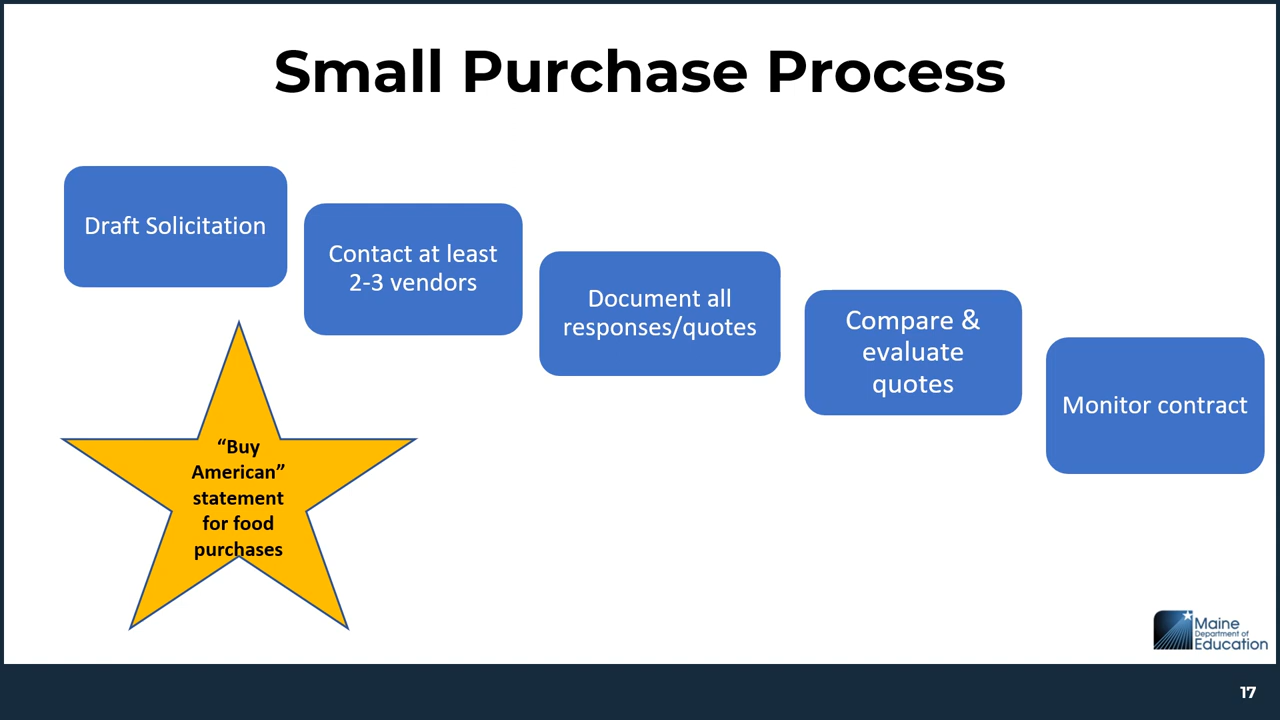 Small Purchase Process
Draft Solicitation
Contact at least
2-3 vendors
Document all
responses/quotes
Compare &
evaluate
quotes
Monitor contract
“Buy
American”
statement
for food
purchases
Maine
Department of
Education
17